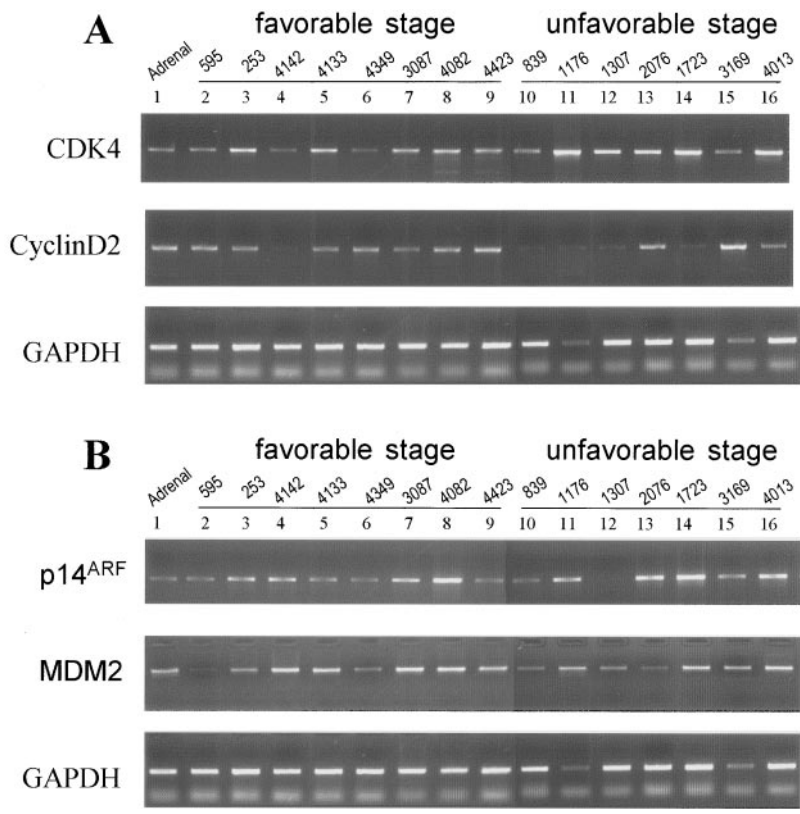 A
favorable stage unfavorable stage
Adrenal 595 253 4142 4133 4349 3087 4082 4423 839 1176 1307 2076 1723 3169 4013
1 2 3 4 5 6 7 8 9 10 11 12 13 14 15 16
CDK4
CyclinD2
GAPDH
B
favorable stage unfavorable stage
Adrenal 595 253 4142 4133 4349 3087 4082 4423 839 1176 1307 2076 1723 3169 4013
1 2 3 4 5 6 7 8 9 10 11 12 13 14 15 16
p14ARF
MDM2
GAPDH